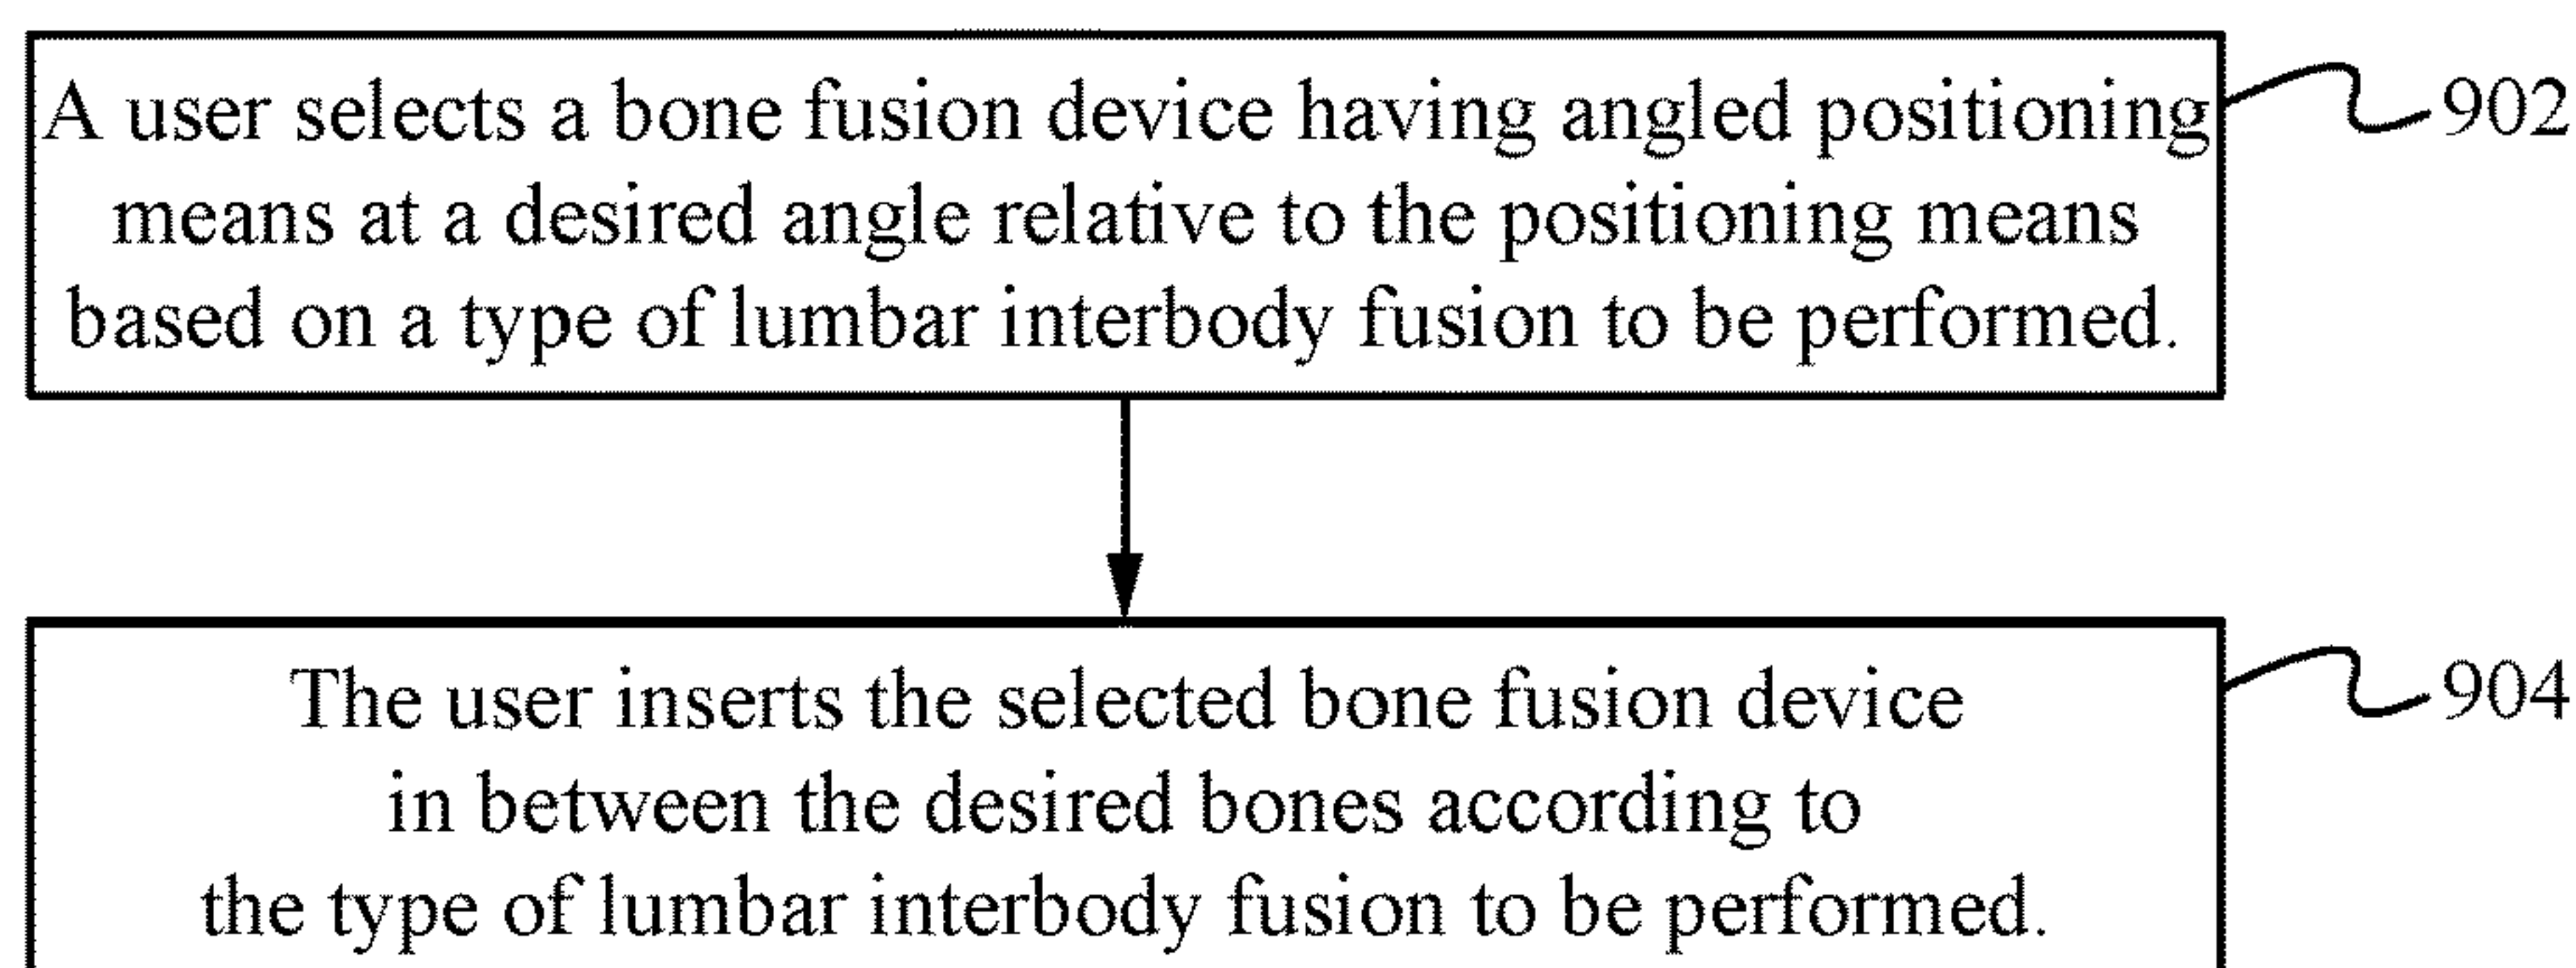 A user selects a bone fusion device having angled positioning
means at a desired angle relative to the positioning means
based on a type of lumbar interbody fusion to be performed.
902
The user inserts the selected bone fusion device
in between the desired bones according to
the type of lumbar interbody fusion to be performed.
904